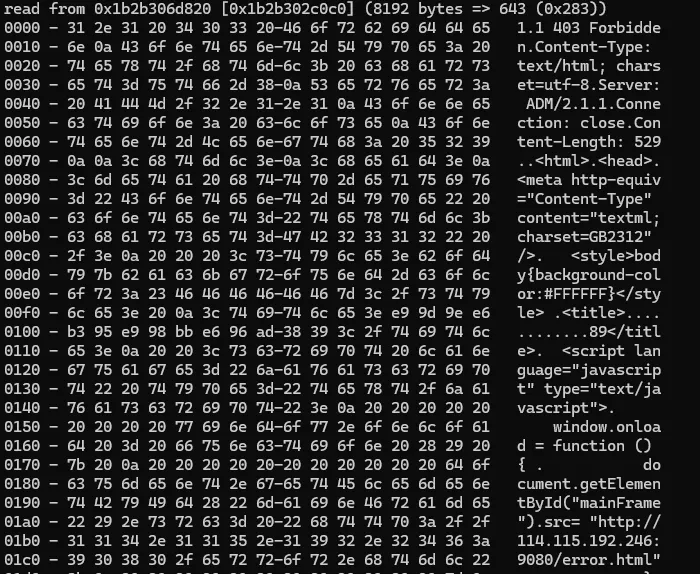 read from 0x1b2b306d820 [0x1b2b302c0c0] (8192 bytes => 643 (0x283))
0000 - 31 2e 31 20 34 30 33 20-46 6f 72 62 69 64 64 65   1.1 403 Forbidde
0010 - 6e 0a 43 6f 6e 74 65 6e-74 2d 54 79 70 65 3a 20   n.Content-Type:
0020 - 74 65 78 74 2f 68 74 6d-6c 3b 20 63 68 61 72 73   text/html; chars
0030 - 65 74 3d 75 74 66 2d 38-0a 53 65 72 76 65 72 3a   et=utf-8.Server:
0040 - 20 41 44 4d 2f 32 2e 31-2e 31 0a 43 6f 6e 6e 65    ADM/2.1.1.Conne
0050 - 63 74 69 6f 6e 3a 20 63-6c 6f 73 65 0a 43 6f 6e   ction: close.Con
0060 - 74 65 6e 74 2d 4c 65 6e-67 74 68 3a 20 35 32 39   tent-Length: 529
0070 - 0a 0a 3c 68 74 6d 6c 3e-0a 3c 68 65 61 64 3e 0a   ..<html>.<head>.
0080 - 3c 6d 65 74 61 20 68 74-74 70 2d 65 71 75 69 76   <meta http-equiv
0090 - 3d 22 43 6f 6e 74 65 6e-74 2d 54 79 70 65 22 20   ="Content-Type"
00a0 - 63 6f 6e 74 65 6e 74 3d-22 74 65 78 74 6d 6c 3b   content="textml;
00b0 - 63 68 61 72 73 65 74 3d-47 42 32 33 31 32 22 20   charset=GB2312"
00c0 - 2f 3e 0a 20 20 20 3c 73-74 79 6c 65 3e 62 6f 64   />.   <style>bod
00d0 - 79 7b 62 61 63 6b 67 72-6f 75 6e 64 2d 63 6f 6c   y{background-col
00e0 - 6f 72 3a 23 46 46 46 46-46 46 7d 3c 2f 73 74 79   or:#FFFFFF}</sty
00f0 - 6c 65 3e 20 0a 3c 74 69-74 6c 65 3e e9 9d 9e e6   le> .<title>....
0100 - b3 95 e9 98 bb e6 96 ad-38 39 3c 2f 74 69 74 6c   ........89</titl
0110 - 65 3e 0a 20 20 3c 73 63-72 69 70 74 20 6c 61 6e   e>.  <script lan
0120 - 67 75 61 67 65 3d 22 6a-61 76 61 73 63 72 69 70   guage="javascrip
0130 - 74 22 20 74 79 70 65 3d-22 74 65 78 74 2f 6a 61   t" type="text/ja
0140 - 76 61 73 63 72 69 70 74-22 3e 0a 20 20 20 20 20   vascript">.
0150 - 20 20 20 20 77 69 6e 64-6f 77 2e 6f 6e 6c 6f 61       window.onloa
0160 - 64 20 3d 20 66 75 6e 63-74 69 6f 6e 20 28 29 20   d = function ()
0170 - 7b 20 0a 20 20 20 20 20-20 20 20 20 20 20 64 6f   { .           do
0180 - 63 75 6d 65 6e 74 2e 67-65 74 45 6c 65 6d 65 6e   cument.getElemen
0190 - 74 42 79 49 64 28 22 6d-61 69 6e 46 72 61 6d 65   tById("mainFrame
01a0 - 22 29 2e 73 72 63 3d 20-22 68 74 74 70 3a 2f 2f   ").src= "http://
01b0 - 31 31 34 2e 31 31 35 2e-31 39 32 2e 32 34 36 3a   114.115.192.246:
01c0 - 39 30 38 30 2f 65 72 72-6f 72 2e 68 74 6d 6c 22   9080/error.html"